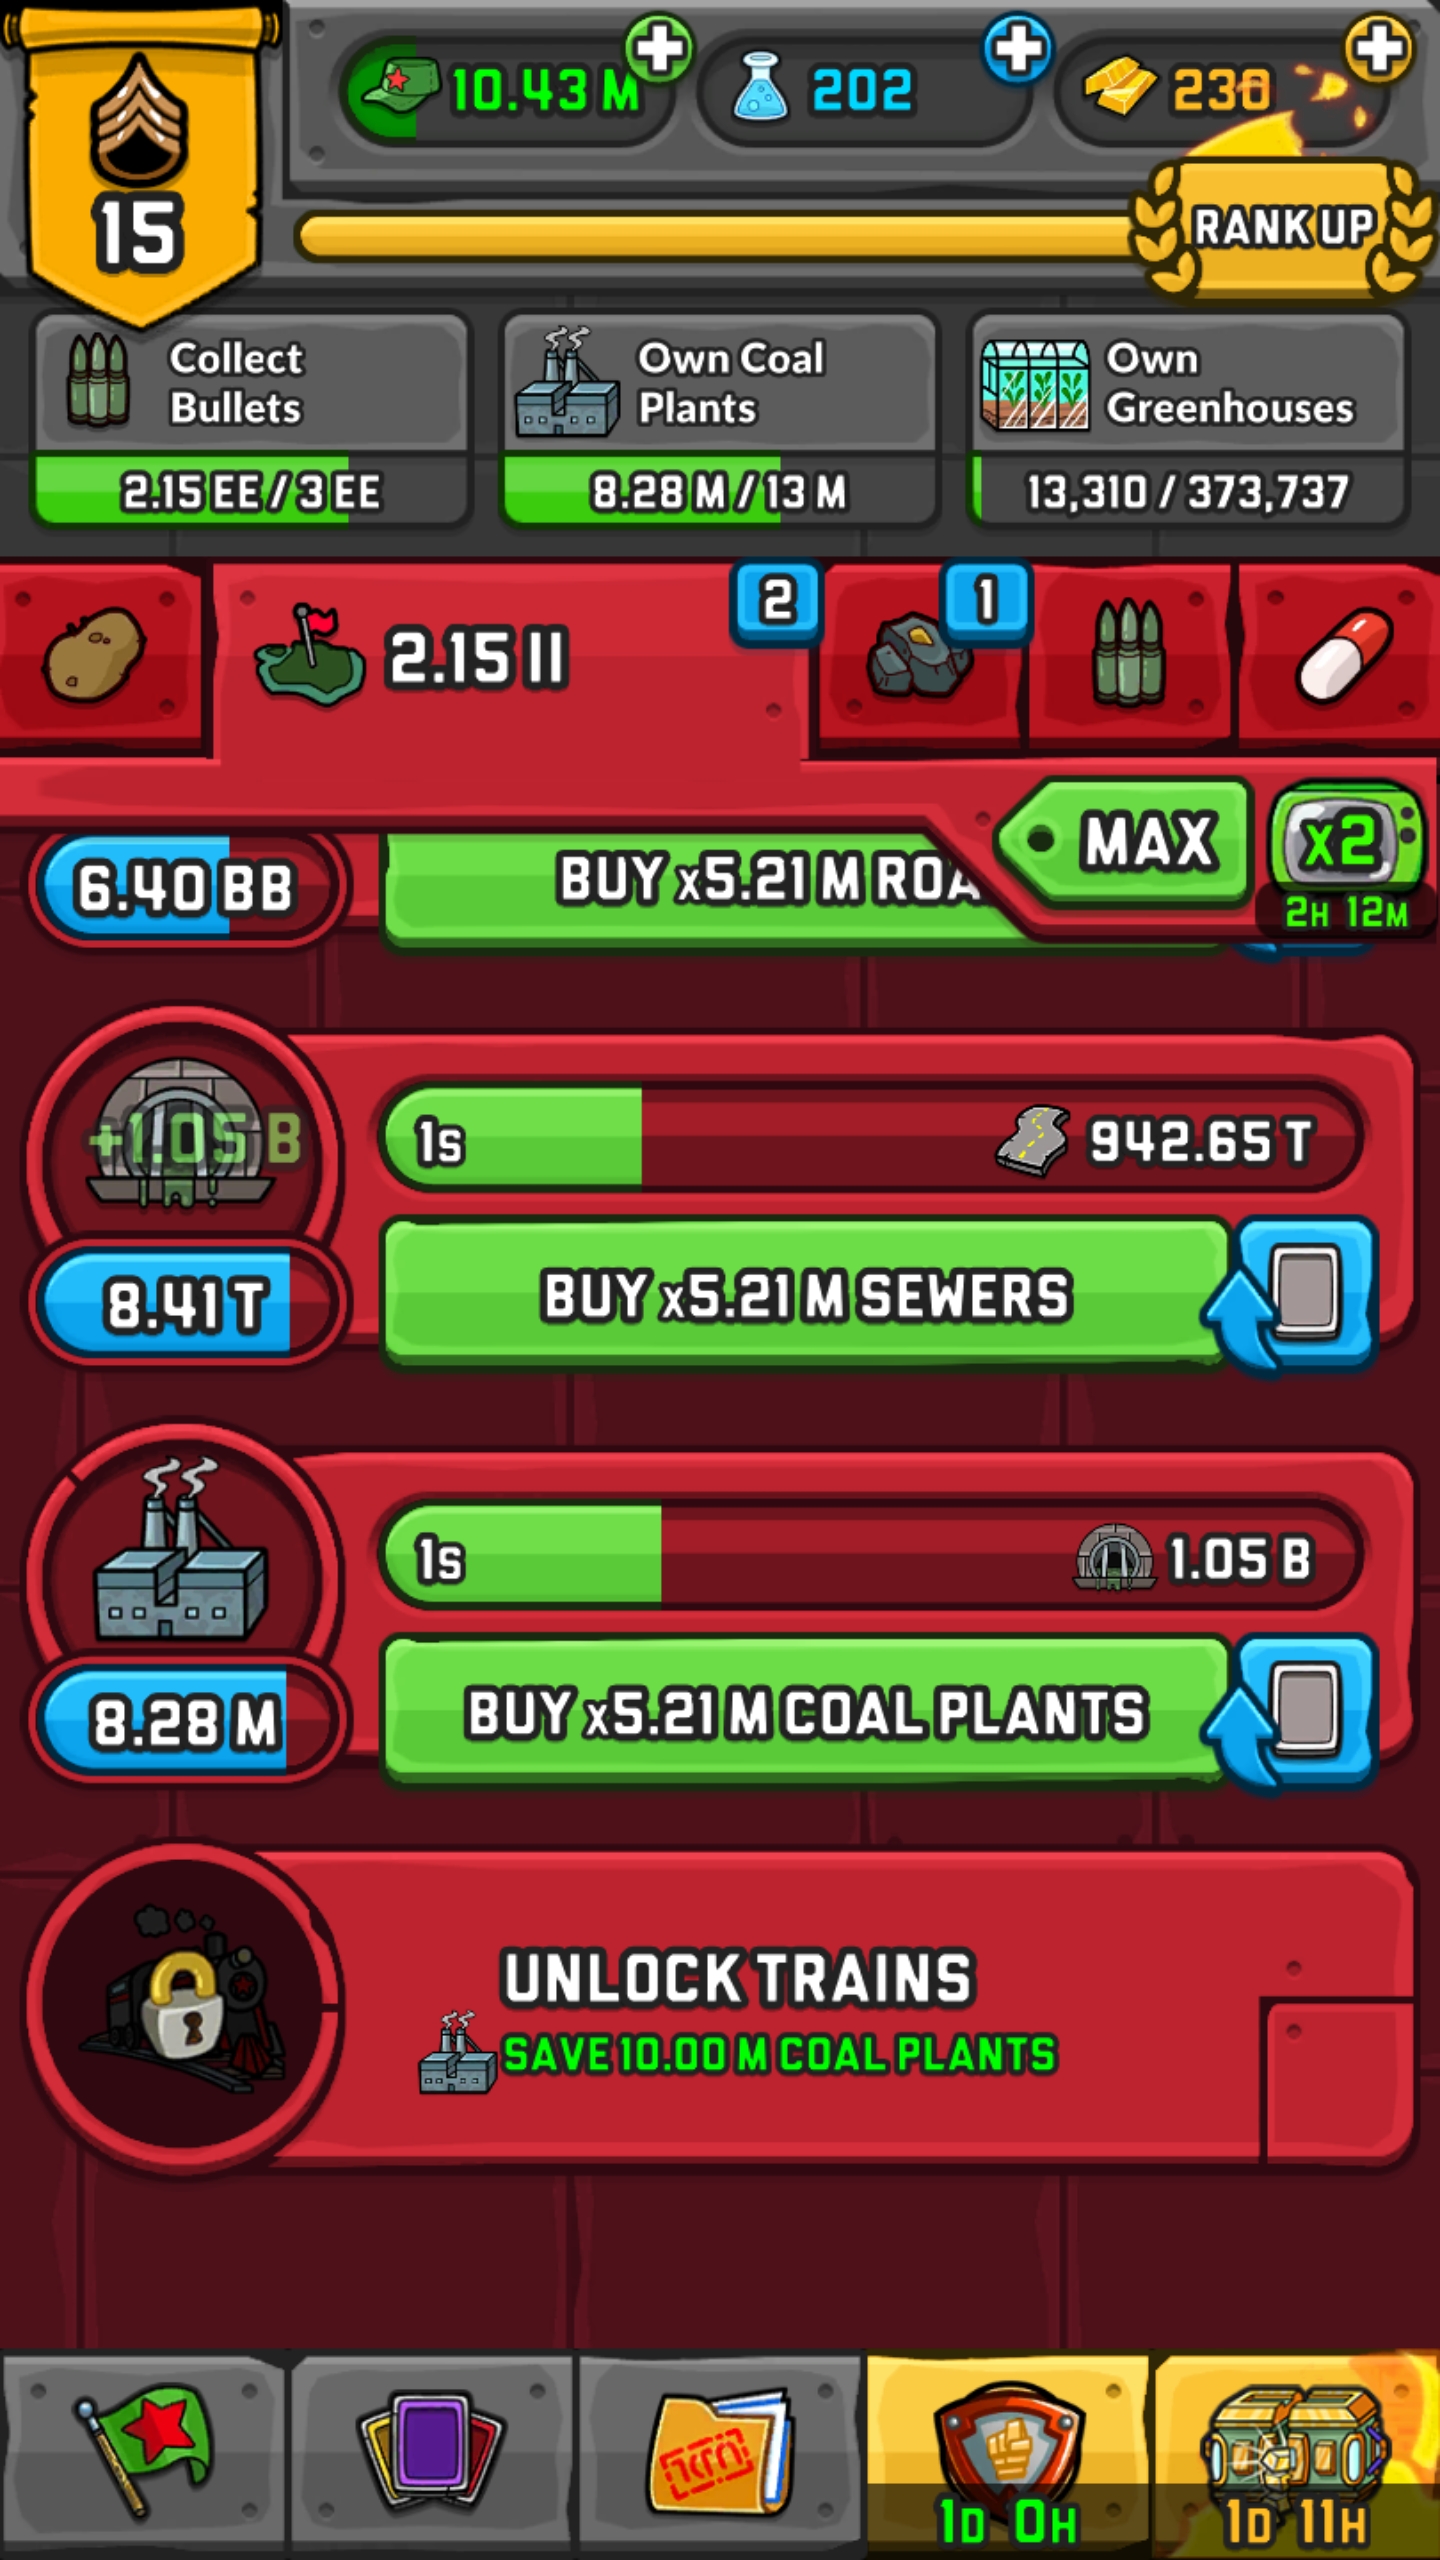 10.43 M
202
230
15
RANK UP
Collect
Bullets
2.15 EE / 3 EE
Own Coal
Plants
8.28 M / 13 M
Own
Greenhouses
13,310 / 373,737
2.15 II
2
1
MAX
x2
2H 12M
6.40 BB
BUY x5.21 M ROA
+1.05 B
1s
942.65 T
8.41 T
BUY x5.21 M SEWERS
1s
1.05 B
8.28 M
BUY x5.21 M COAL PLANTS
UNLOCK TRAINS
SAVE 10.00 M COAL PLANTS
1D 0H
1D 11H